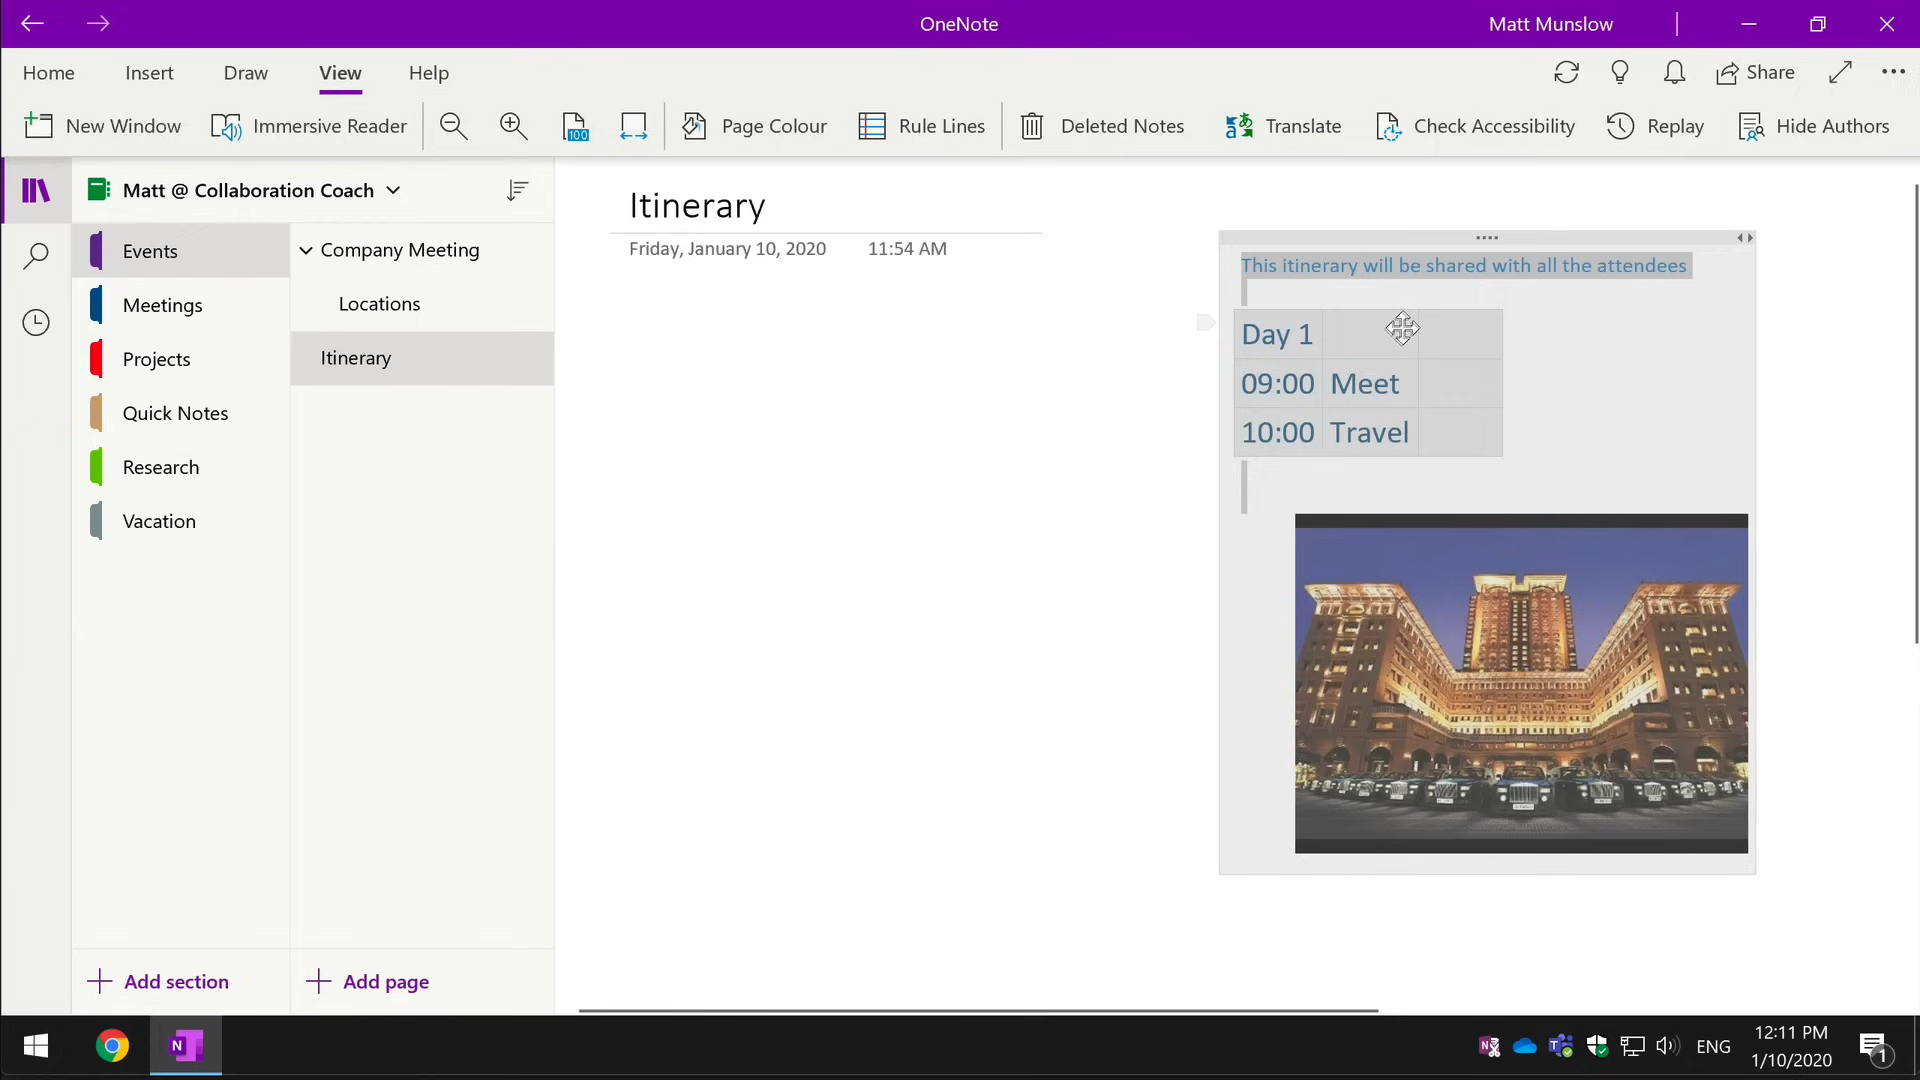 OneNote
Matt Munslow
Home
Insert
Draw
View
Help
Share
New Window
Immersive Reader
100
Page Colour
Rule Lines
Deleted Notes
Translate
Check Accessibility
Replay
Hide Authors
Matt @ Collaboration Coach
Events
Meetings
Projects
Quick Notes
Research
Vacation
Company Meeting
Locations
Itinerary
Itinerary
Friday, January 10, 2020 11:54 AM
This itinerary will be shared with all the attendees
Day 1
09:00 Meet
10:00 Travel
Add section
Add page
N
N
ENG
12:11 PM
1/10/2020
1